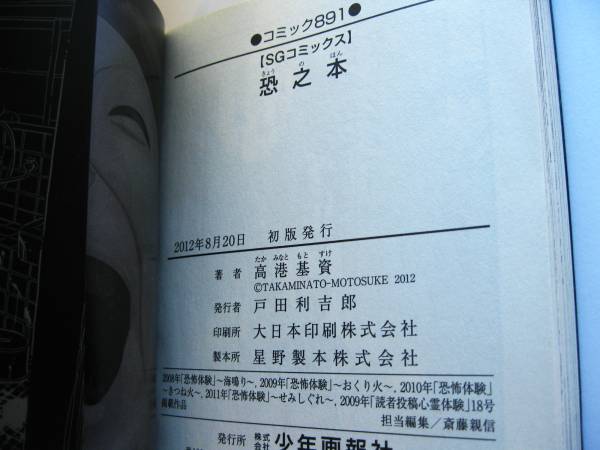 ●コミック891●
【SGコミックス】
きょう の ほん
恐之本
2012年8月20日 初版発行
たか みなと もと すけ
著者 高港基資
©TAKAMINATO-MOTOSUKE 2012
発行者 戸田利吉郎
印刷所 大日本印刷株式会社
製本所 星野製本株式会社
2008年「恐怖体験」～海鳴り～, 2009年「恐怖体験」～おくり火～, 2010年「恐怖体験」
～きつね火～, 2011年「恐怖体験」～せみしぐれ～, 2009年「読者投稿心霊体験」18号
掲載作品
担当編集／斎藤親信
発行所 株式会社 少年画報社